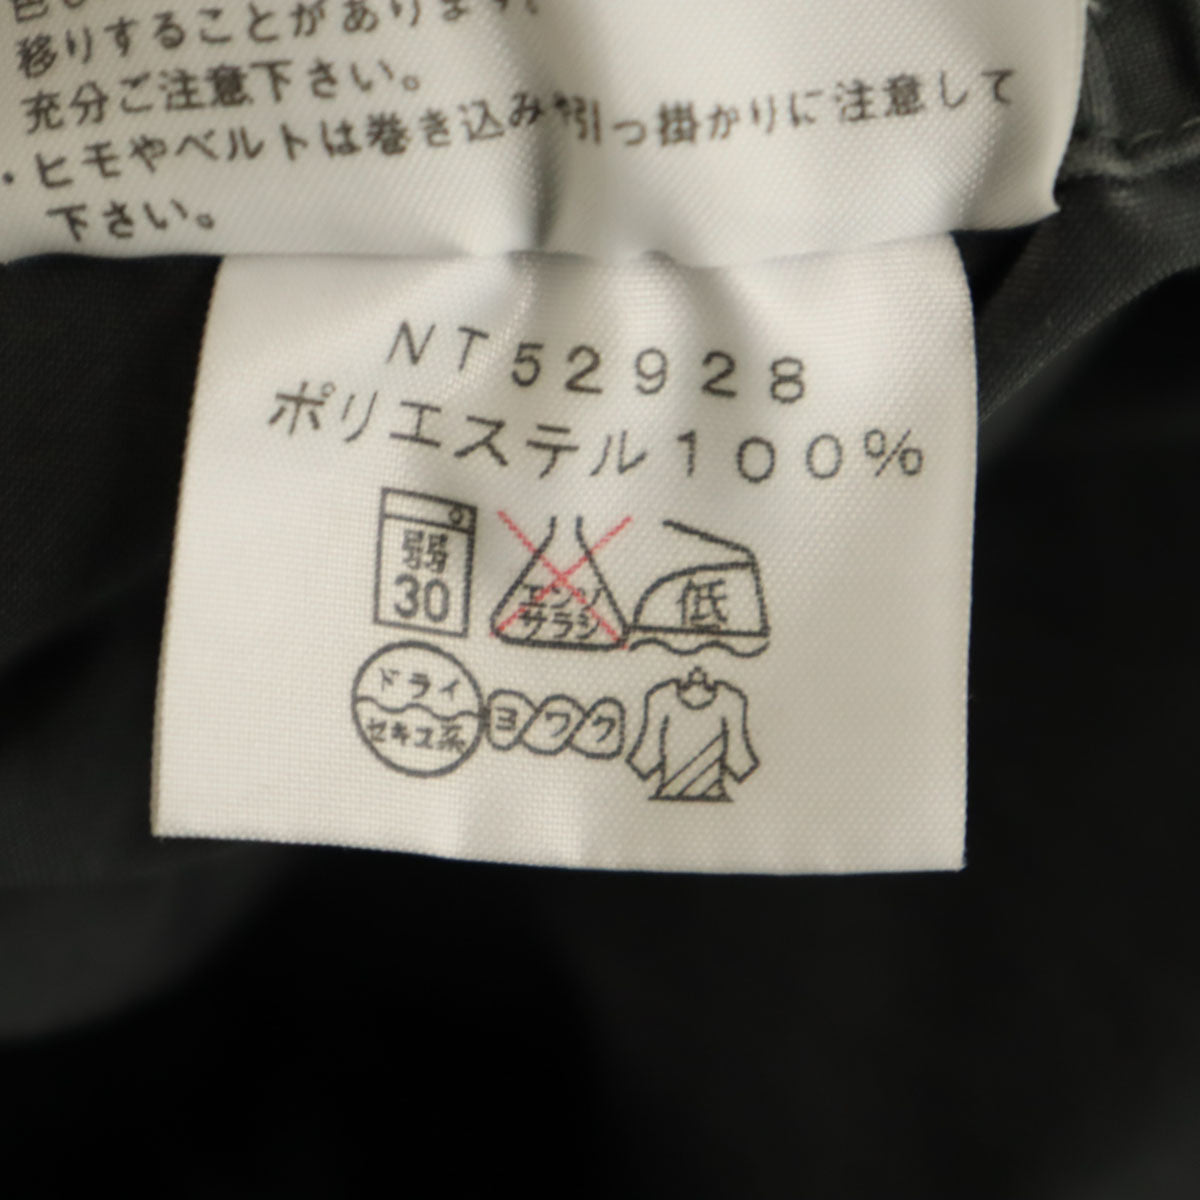 移りすることがあります。
充分ご注意下さい。
・ヒモやベルトは巻き込みや引っ掛かりに注意して
下さい。
NT52928
ポリエステル100%
弱
30
エンソ
サラシ
低
ドライ
セキユ系
ヨワク